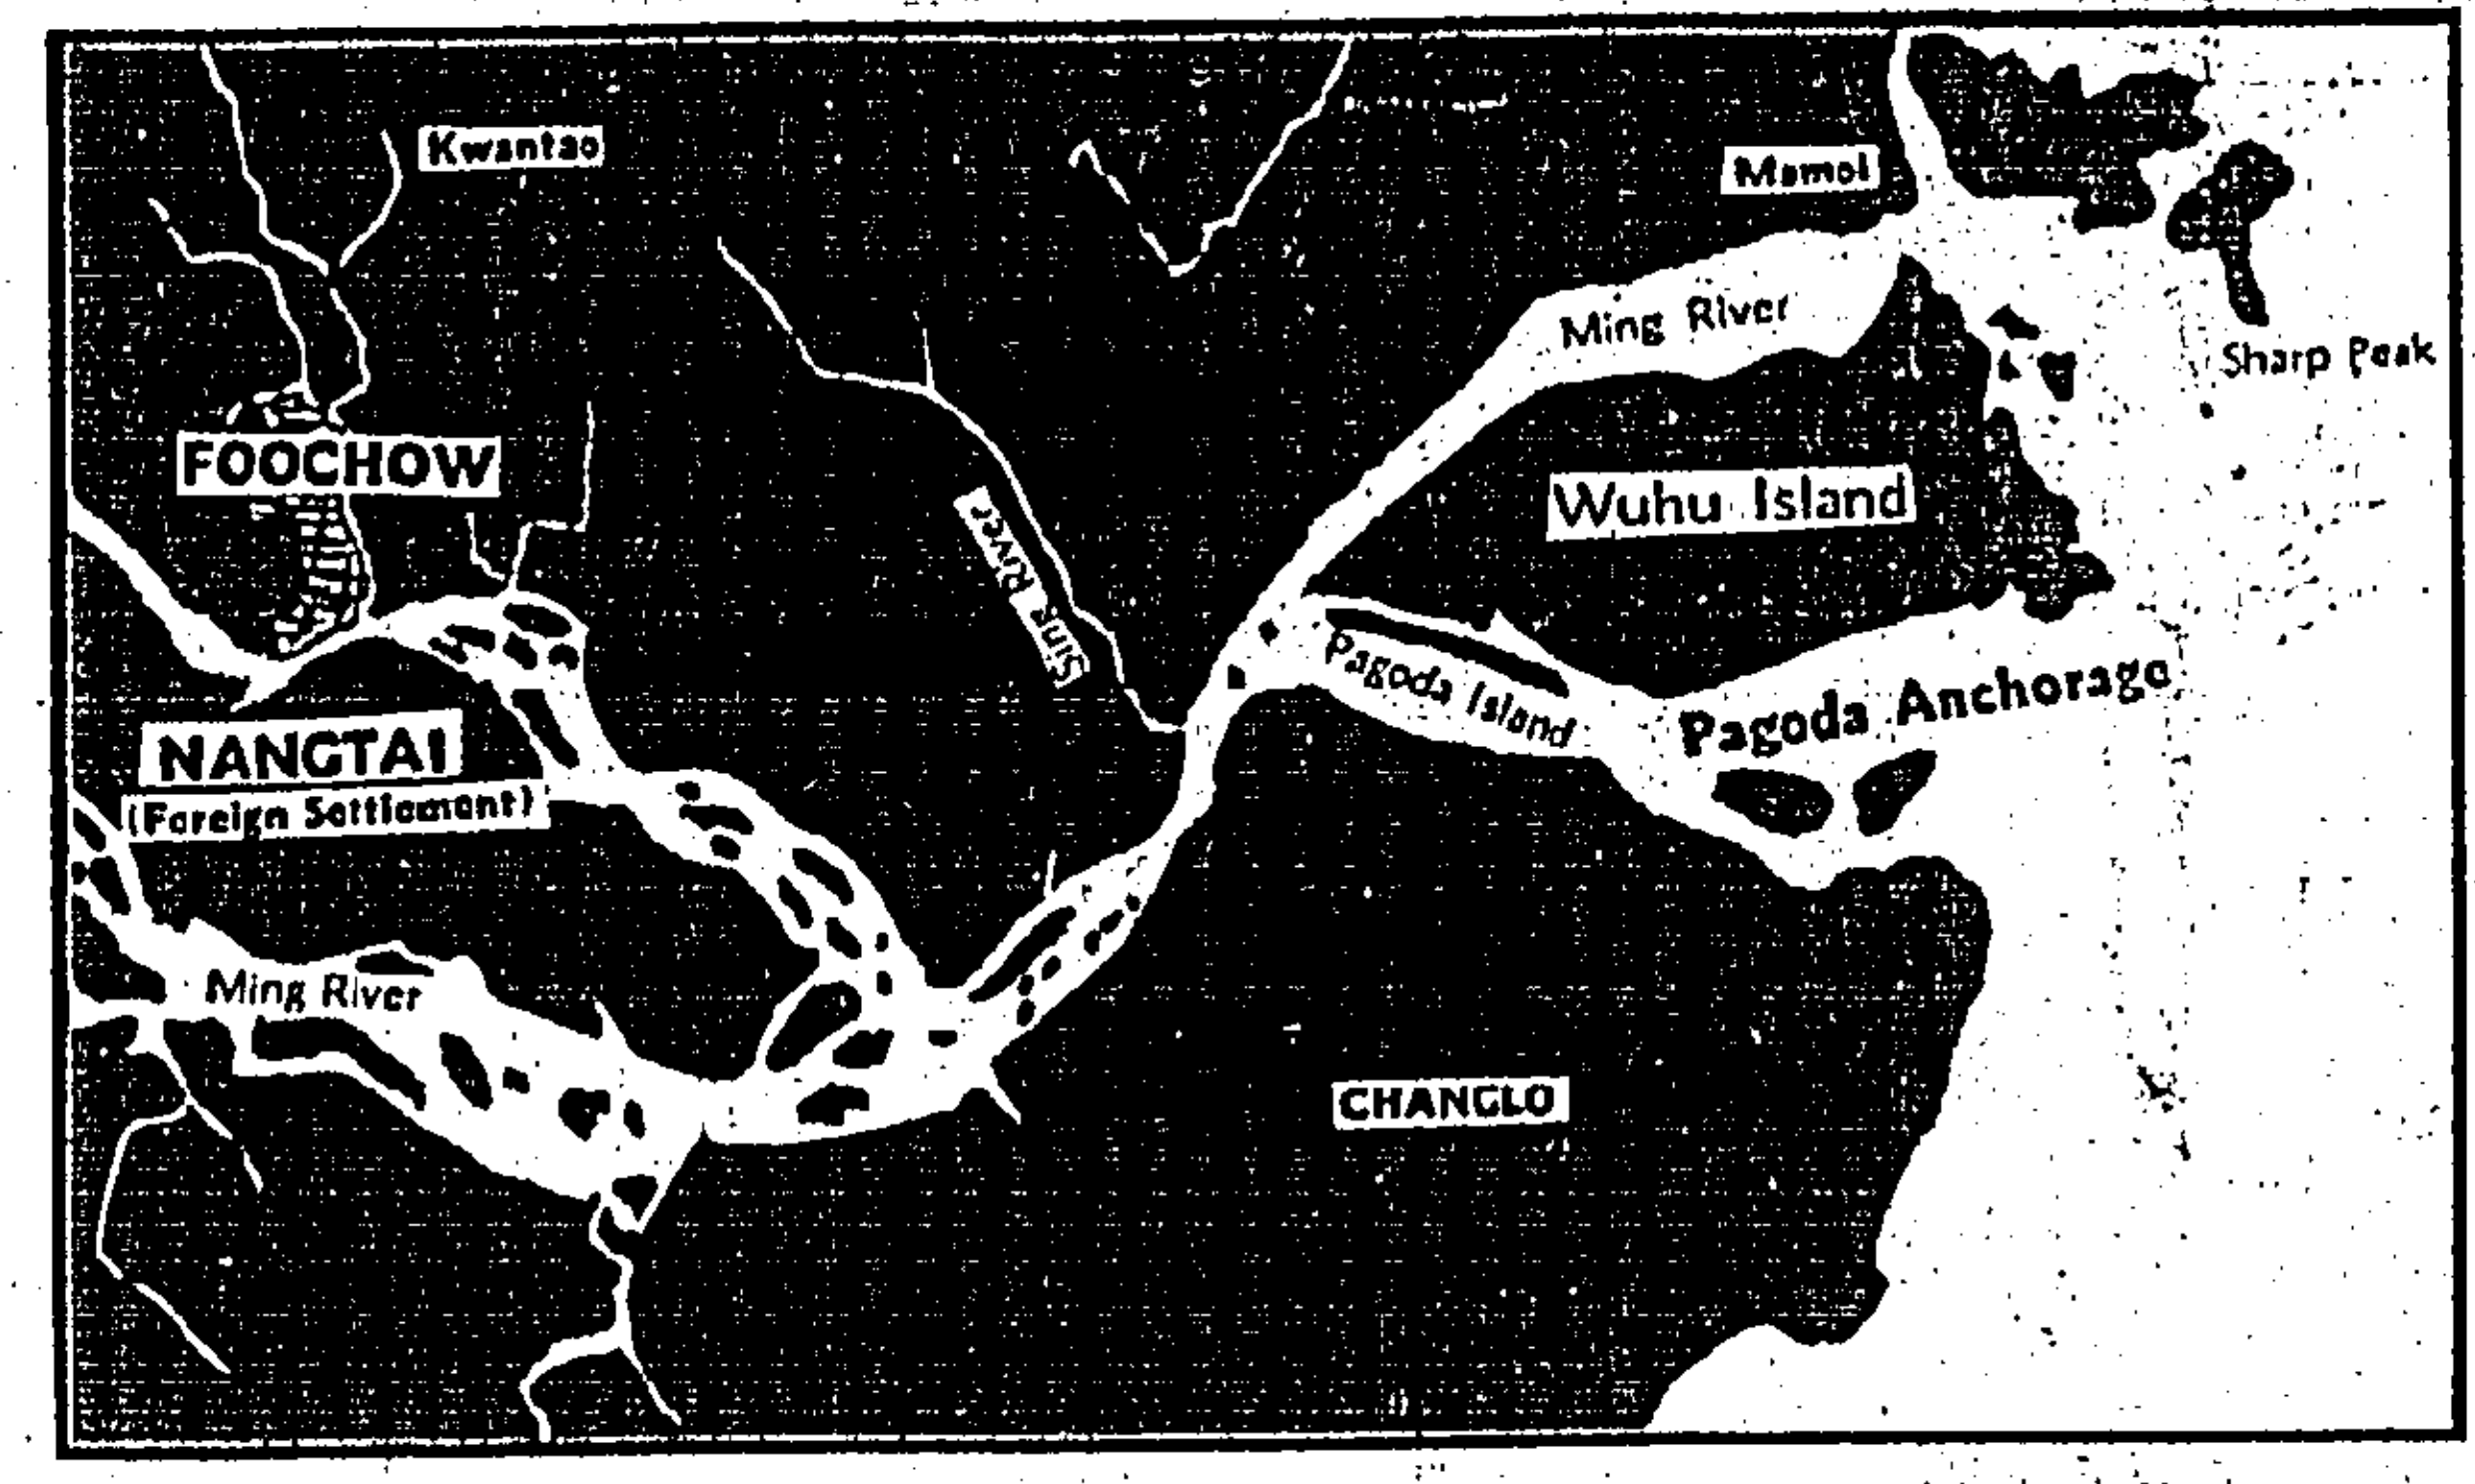 Kwantao
Mamoi
Ming River
Sharp Peak
FOOCHOW
Wuhu Island
Siur River
Pagoda Island
Pagoda Anchorage
NANGTAI
(Foreign Settlement)
Ming River
CHANGLO